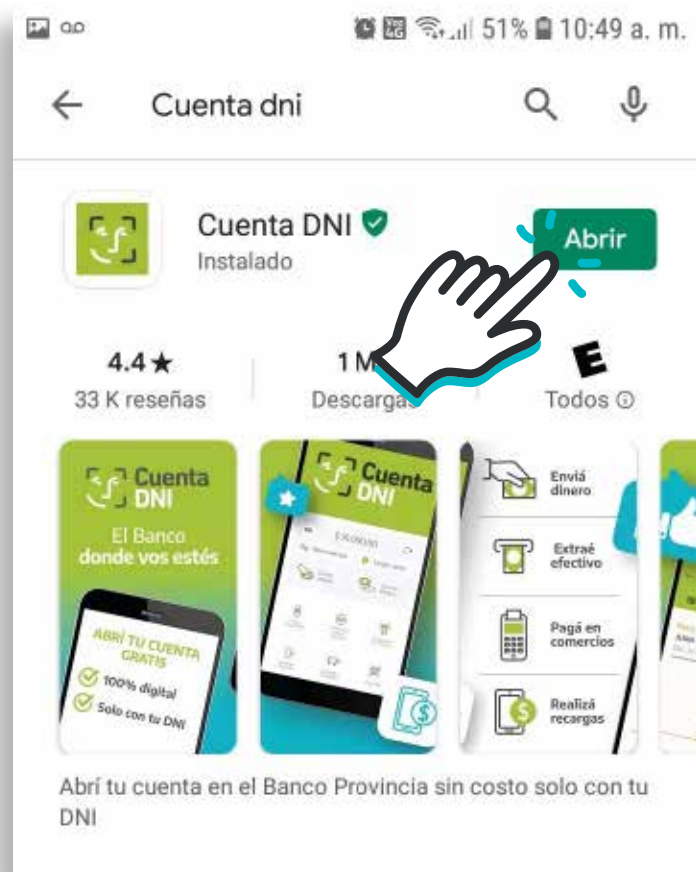 51% 10:49 a. m.
Cuenta dni
Cuenta DNI
Instalado
Abrir
4.4★
33 K reseñas
1 M
Descargas
E
Todos
Cuenta
DNI
El Banco
donde vos estés
ABRÍ TU CUENTA
GRATIS
100% digital
Solo con tu DNI
Cuenta
DNI
Enviá
dinero
Extraé
efectivo
Pagá en
comercios
Realizá
recargas
Abrí tu cuenta en el Banco Provincia sin costo solo con tu
DNI